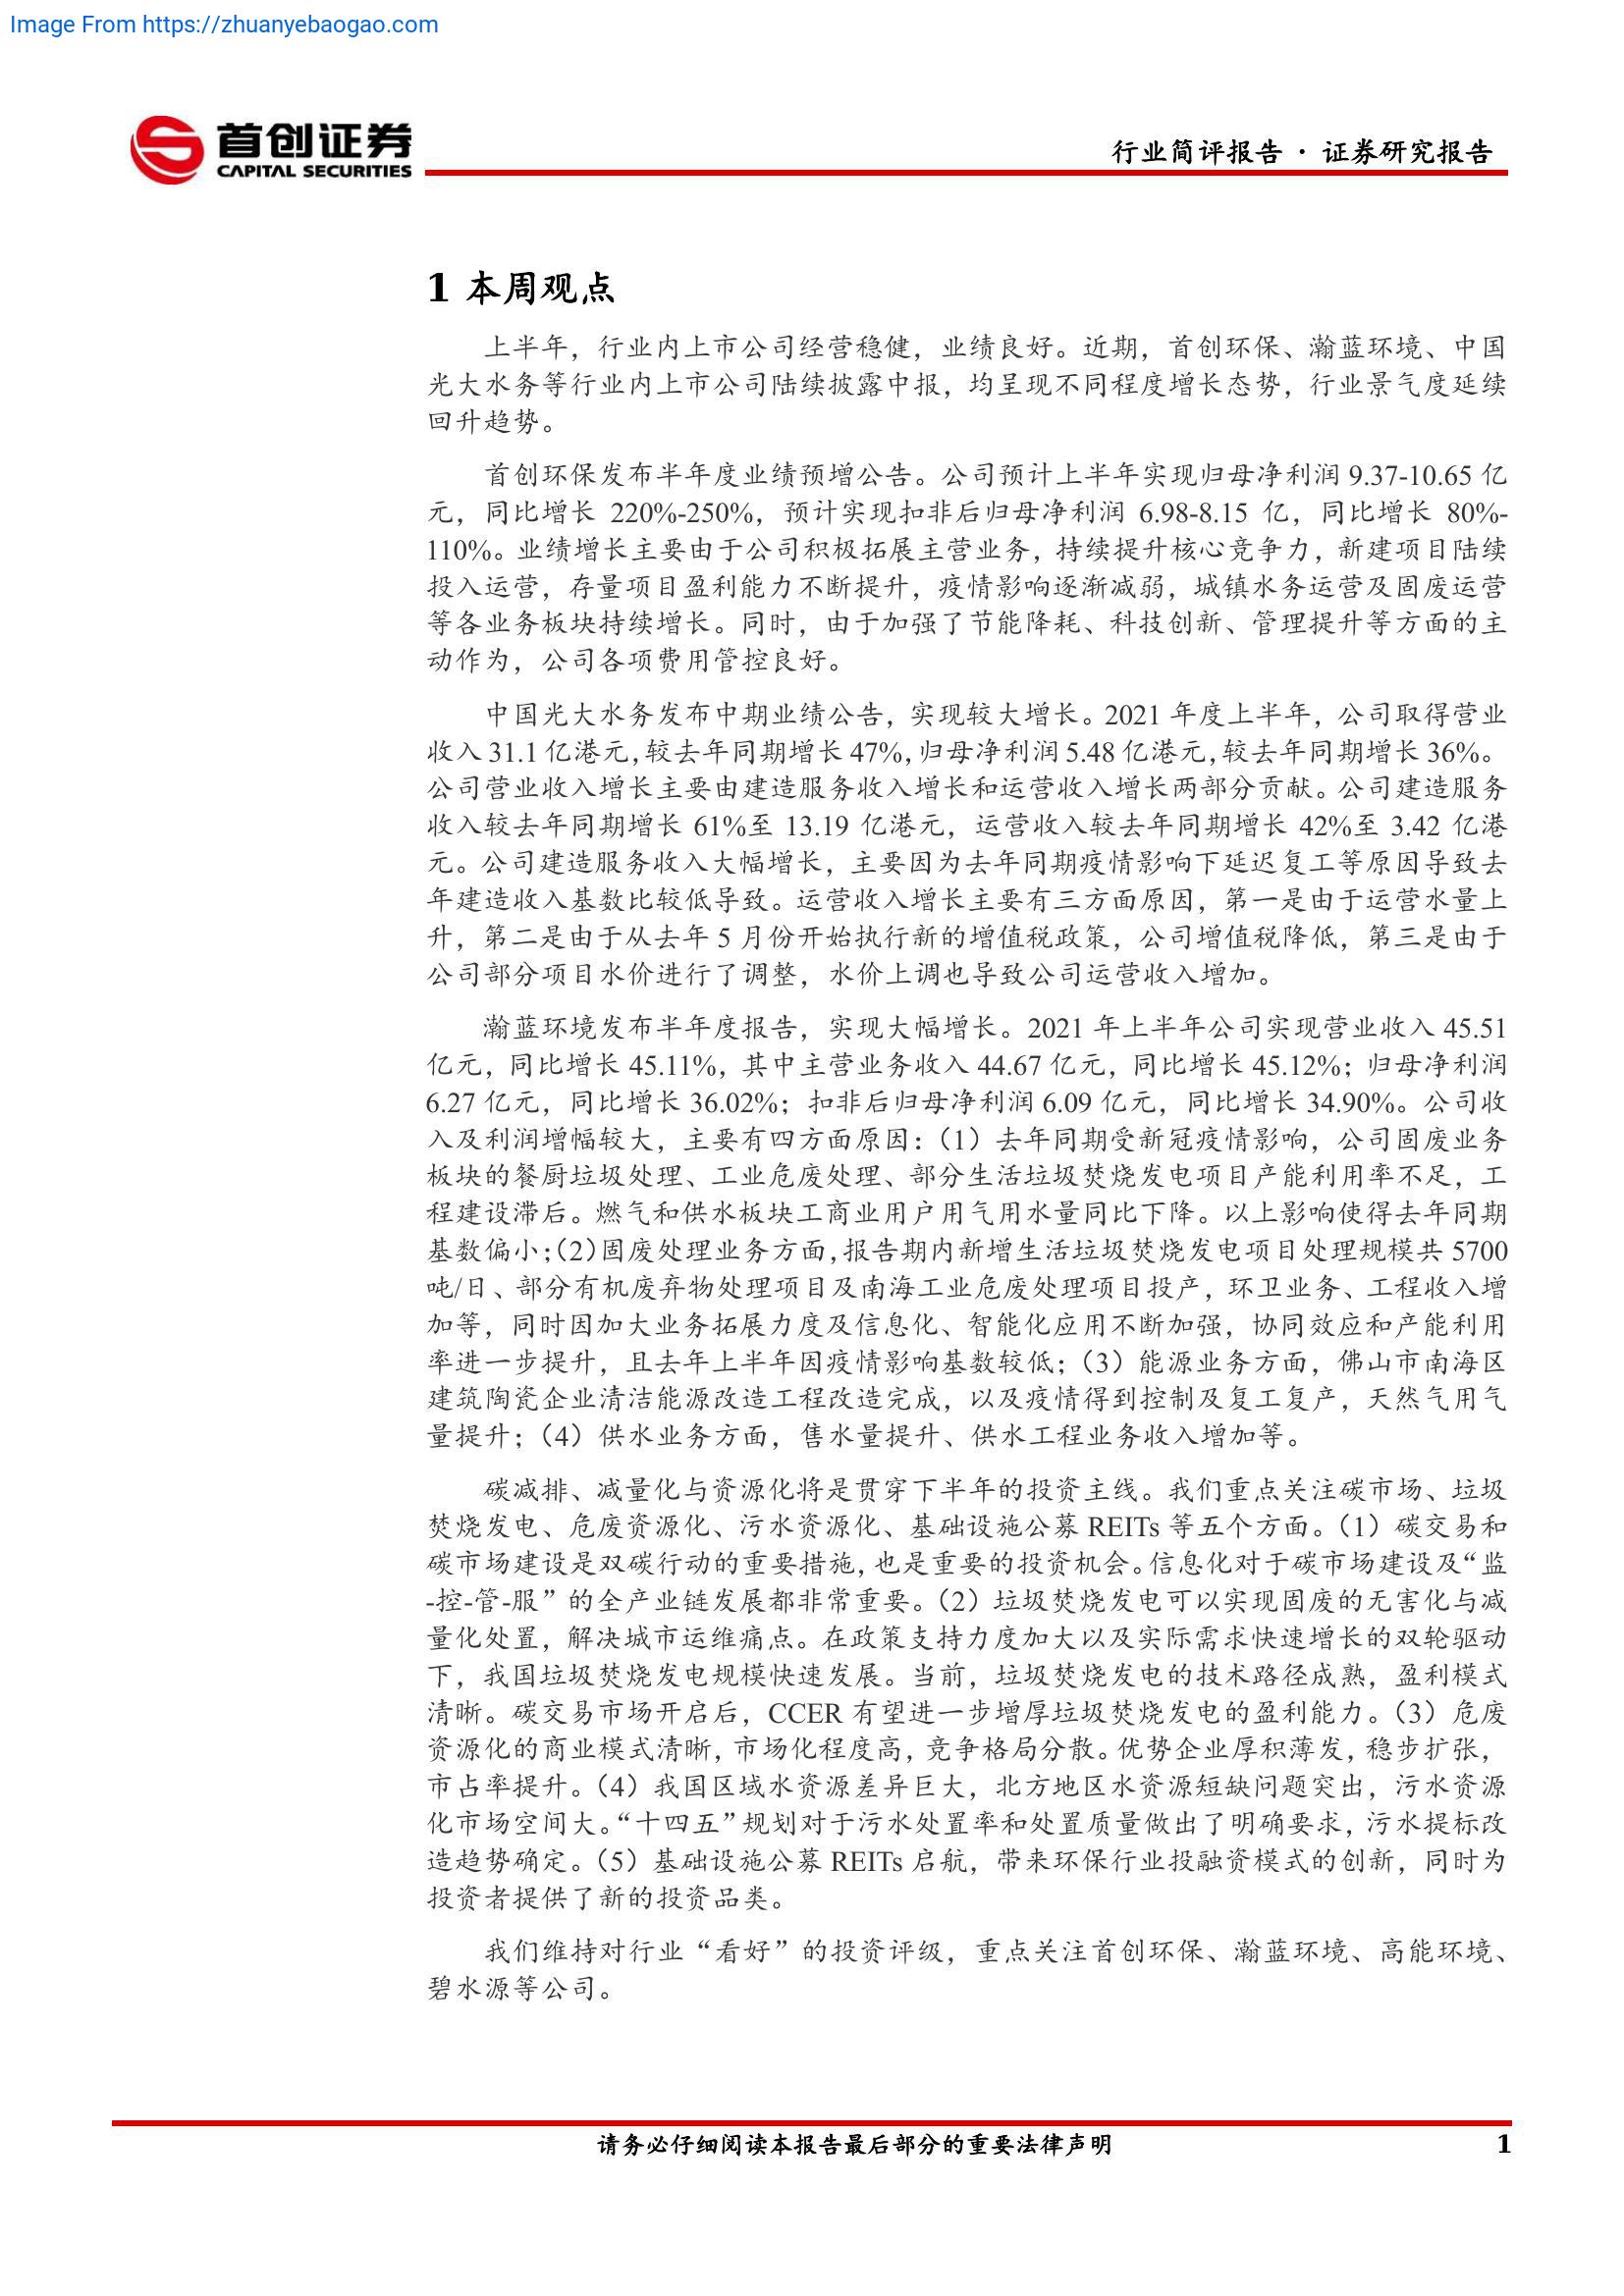 Image From https://zhuanyebaogao.com
首创证券
CAPITAL SECURITIES
行业简评报告 · 证券研究报告
1 本周观点
上半年，行业内上市公司经营稳健，业绩良好。近期，首创环保、瀚蓝环境、中国
光大水务等行业内上市公司陆续披露中报，均呈现不同程度增长态势，行业景气度延续
回升趋势。
首创环保发布半年度业绩预增公告。公司预计上半年实现归母净利润 9.37-10.65 亿
元，同比增长 220%-250%，预计实现扣非后归母净利润 6.98-8.15 亿，同比增长 80%-
110%。业绩增长主要由于公司积极拓展主营业务，持续提升核心竞争力，新建项目陆续
投入运营，存量项目盈利能力不断提升，疫情影响逐渐减弱，城镇水务运营及固废运营
等各业务板块持续增长。同时，由于加强了节能降耗、科技创新、管理提升等方面的主
动作为，公司各项费用管控良好。
中国光大水务发布中期业绩公告，实现较大增长。2021 年度上半年，公司取得营业
收入 31.1 亿港元，较去年同期增长 47%，归母净利润 5.48 亿港元，较去年同期增长 36%。
公司营业收入增长主要由建造服务收入增长和运营收入增长两部分贡献。公司建造服务
收入较去年同期增长 61%至 13.19 亿港元，运营收入较去年同期增长 42%至 3.42 亿港
元。公司建造服务收入大幅增长，主要因为去年同期疫情影响下延迟复工等原因导致去
年建造收入基数比较低导致。运营收入增长主要有三方面原因，第一是由于运营水量上
升，第二是由于从去年 5 月份开始执行新的增值税政策，公司增值税降低，第三是由于
公司部分项目水价进行了调整，水价上调也导致公司运营收入增加。
瀚蓝环境发布半年度报告，实现大幅增长。2021 年上半年公司实现营业收入 45.51
亿元，同比增长 45.11%，其中主营业务收入 44.67 亿元，同比增长 45.12%；归母净利润
6.27 亿元，同比增长 36.02%；扣非后归母净利润 6.09 亿元，同比增长 34.90%。公司收
入及利润增幅较大，主要有四方面原因：（1）去年同期受新冠疫情影响，公司固废业务
板块的餐厨垃圾处理、工业危废处理、部分生活垃圾焚烧发电项目产能利用率不足，工
程建设滞后。燃气和供水板块工商业用户用气用水量同比下降。以上影响使得去年同期
基数偏小；（2）固废处理业务方面，报告期内新增生活垃圾焚烧发电项目处理规模共 5700
吨/日、部分有机废弃物处理项目及南海工业危废处理项目投产，环卫业务、工程收入增
加等，同时因加大业务拓展力度及信息化、智能化应用不断加强，协同效应和产能利用
率进一步提升，且去年上半年因疫情影响基数较低；（3）能源业务方面，佛山市南海区
建筑陶瓷企业清洁能源改造工程改造完成，以及疫情得到控制及复工复产，天然气用气
量提升；（4）供水业务方面，售水量提升、供水工程业务收入增加等。
碳减排、减量化与资源化将是贯穿下半年的投资主线。我们重点关注碳市场、垃圾
焚烧发电、危废资源化、污水资源化、基础设施公募 REITs 等五个方面。（1）碳交易和
碳市场建设是双碳行动的重要措施，也是重要的投资机会。信息化对于碳市场建设及“监
-控-管-服”的全产业链发展都非常重要。（2）垃圾焚烧发电可以实现固废的无害化与减
量化处置，解决城市运维痛点。在政策支持力度加大以及实际需求快速增长的双轮驱动
下，我国垃圾焚烧发电规模快速发展。当前，垃圾焚烧发电的技术路径成熟，盈利模式
清晰。碳交易市场开启后，CCER 有望进一步增厚垃圾焚烧发电的盈利能力。（3）危废
资源化的商业模式清晰，市场化程度高，竞争格局分散。优势企业厚积薄发，稳步扩张，
市占率提升。（4）我国区域水资源差异巨大，北方地区水资源短缺问题突出，污水资源
化市场空间大。“十四五”规划对于污水处置率和处置质量做出了明确要求，污水提标改
造趋势确定。（5）基础设施公募 REITs 启航，带来环保行业投融资模式的创新，同时为
投资者提供了新的投资品类。
我们维持对行业“看好”的投资评级，重点关注首创环保、瀚蓝环境、高能环境、
碧水源等公司。
请务必仔细阅读本报告最后部分的重要法律声明
1